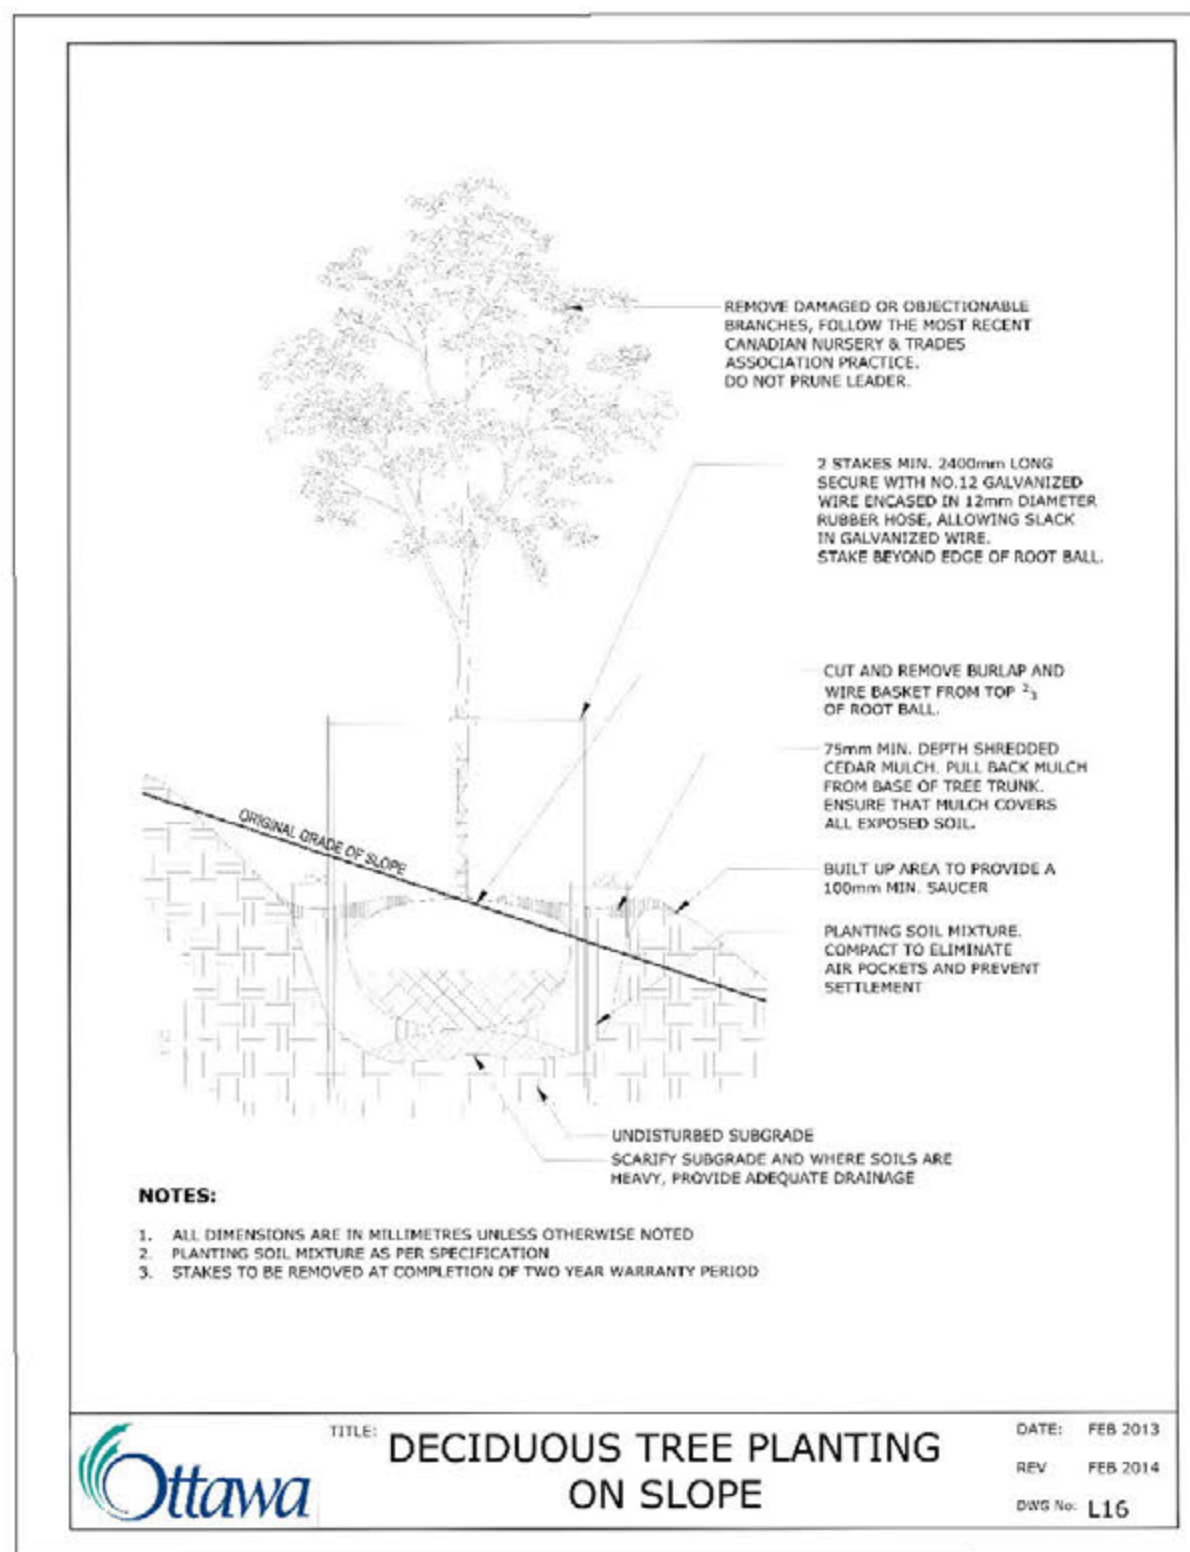 REMOVE DAMAGED OR OBJECTIONABLE
BRANCHES, FOLLOW THE MOST RECENT
CANADIAN NURSERY & TRADES
ASSOCIATION PRACTICE.
DO NOT PRUNE LEADER.
2 STAKES MIN. 2400mm LONG
SECURE WITH NO.12 GALVANIZED
WIRE ENCASED IN 12mm DIAMETER
RUBBER HOSE, ALLOWING SLACK
IN GALVANIZED WIRE.
STAKE BEYOND EDGE OF ROOT BALL.
CUT AND REMOVE BURLAP AND
WIRE BASKET FROM TOP 2/3
OF ROOT BALL.
75mm MIN. DEPTH SHREDDED
CEDAR MULCH. PULL BACK MULCH
FROM BASE OF TREE TRUNK.
ENSURE THAT MULCH COVERS
ALL EXPOSED SOIL.
ORIGINAL GRADE OF SLOPE
BUILT UP AREA TO PROVIDE A
100mm MIN. SAUCER
PLANTING SOIL MIXTURE.
COMPACT TO ELIMINATE
AIR POCKETS AND PREVENT
SETTLEMENT
UNDISTURBED SUBGRADE
SCARIFY SUBGRADE AND WHERE SOILS ARE
HEAVY, PROVIDE ADEQUATE DRAINAGE
NOTES:
1. ALL DIMENSIONS ARE IN MILLIMETRES UNLESS OTHERWISE NOTED
2. PLANTING SOIL MIXTURE AS PER SPECIFICATION
3. STAKES TO BE REMOVED AT COMPLETION OF TWO YEAR WARRANTY PERIOD
Ottawa
TITLE: DECIDUOUS TREE PLANTING
ON SLOPE
DATE: FEB 2013
REV FEB 2014
DWG No: L16